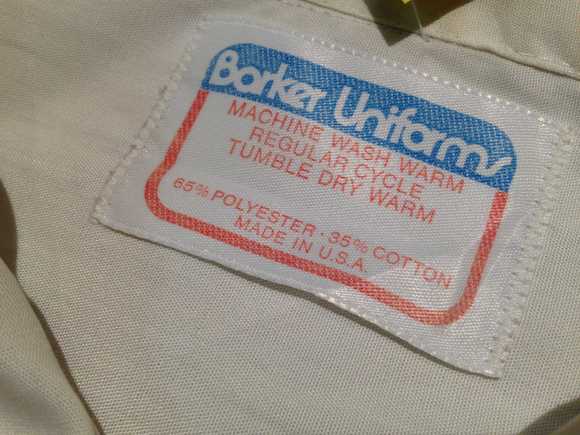 Barker Uniforms
MACHINE WASH WARM
REGULAR CYCLE
TUMBLE DRY WARM
65% POLYESTER · 35% COTTON
MADE IN U.S.A.